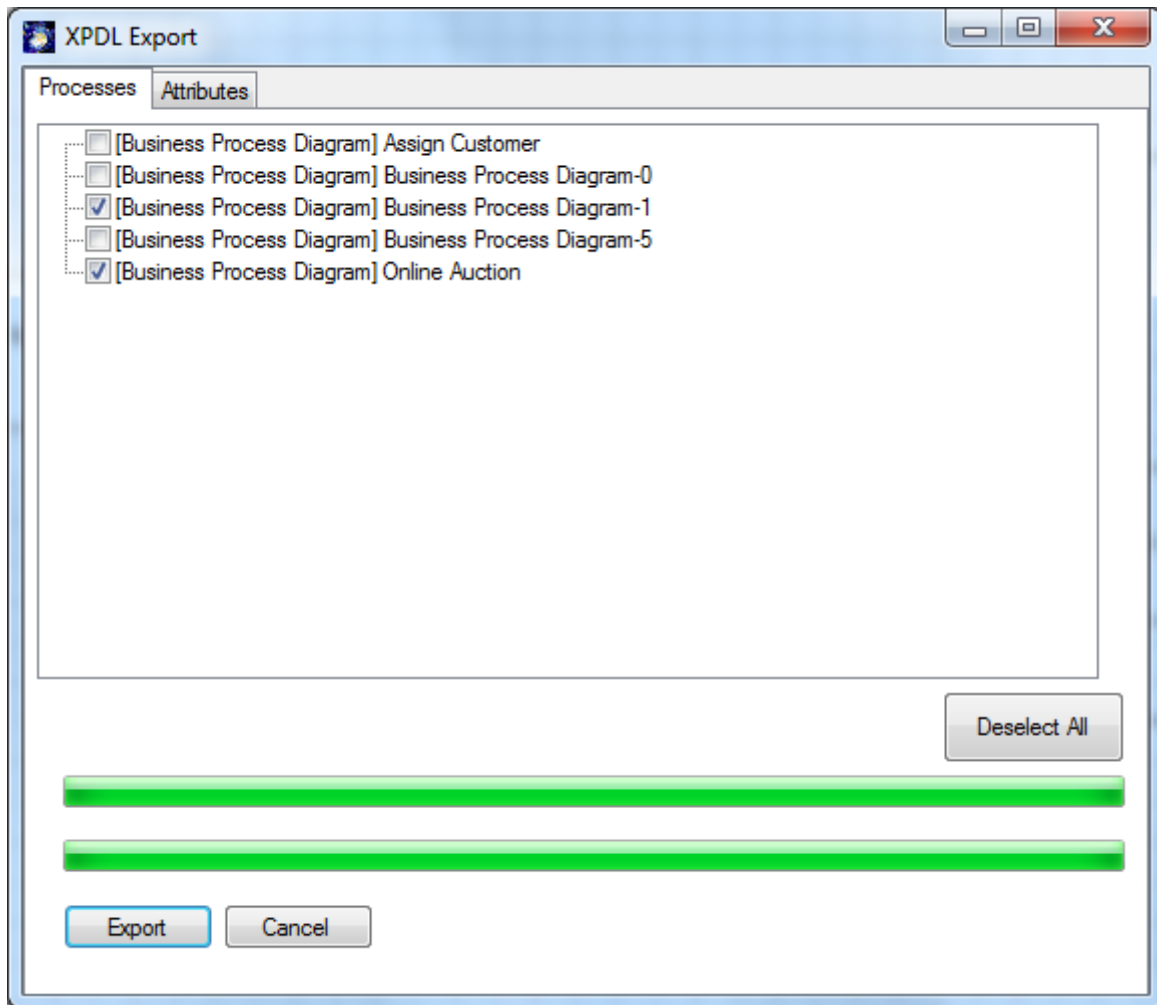 XPDL Export
Processes Attributes
[Business Process Diagram] Assign Customer
[Business Process Diagram] Business Process Diagram-0
[Business Process Diagram] Business Process Diagram-1
[Business Process Diagram] Business Process Diagram-5
[Business Process Diagram] Online Auction
Deselect All
Export Cancel